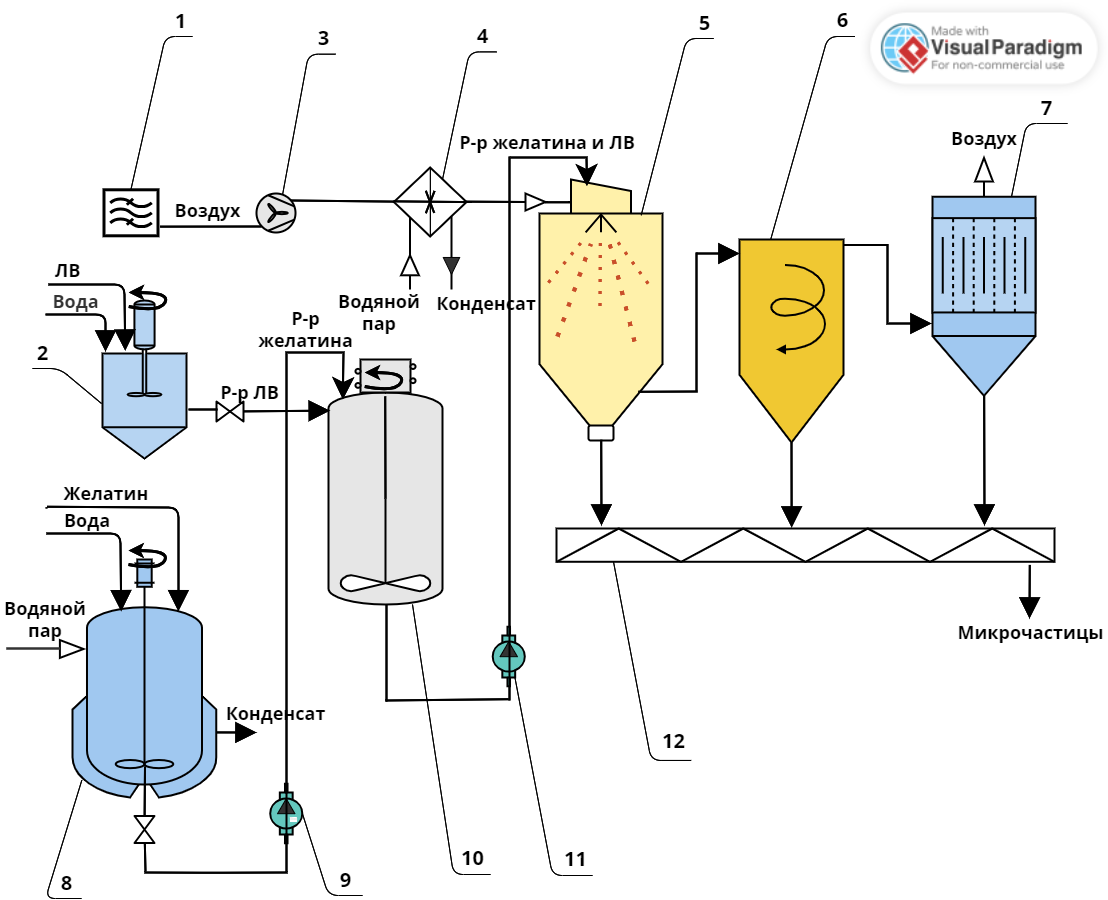 1
3
4
5
6
Made with
Visual Paradigm
For non-commercial use
7
Воздух
Р-р желатина и ЛВ
Воздух
ЛВ
Вода
Водяной
пар
Конденсат
Р-р
желатина
2
Р-р ЛВ
Желатин
Вода
Водяной
пар
Микрочастицы
Конденсат
12
10
11
9
8